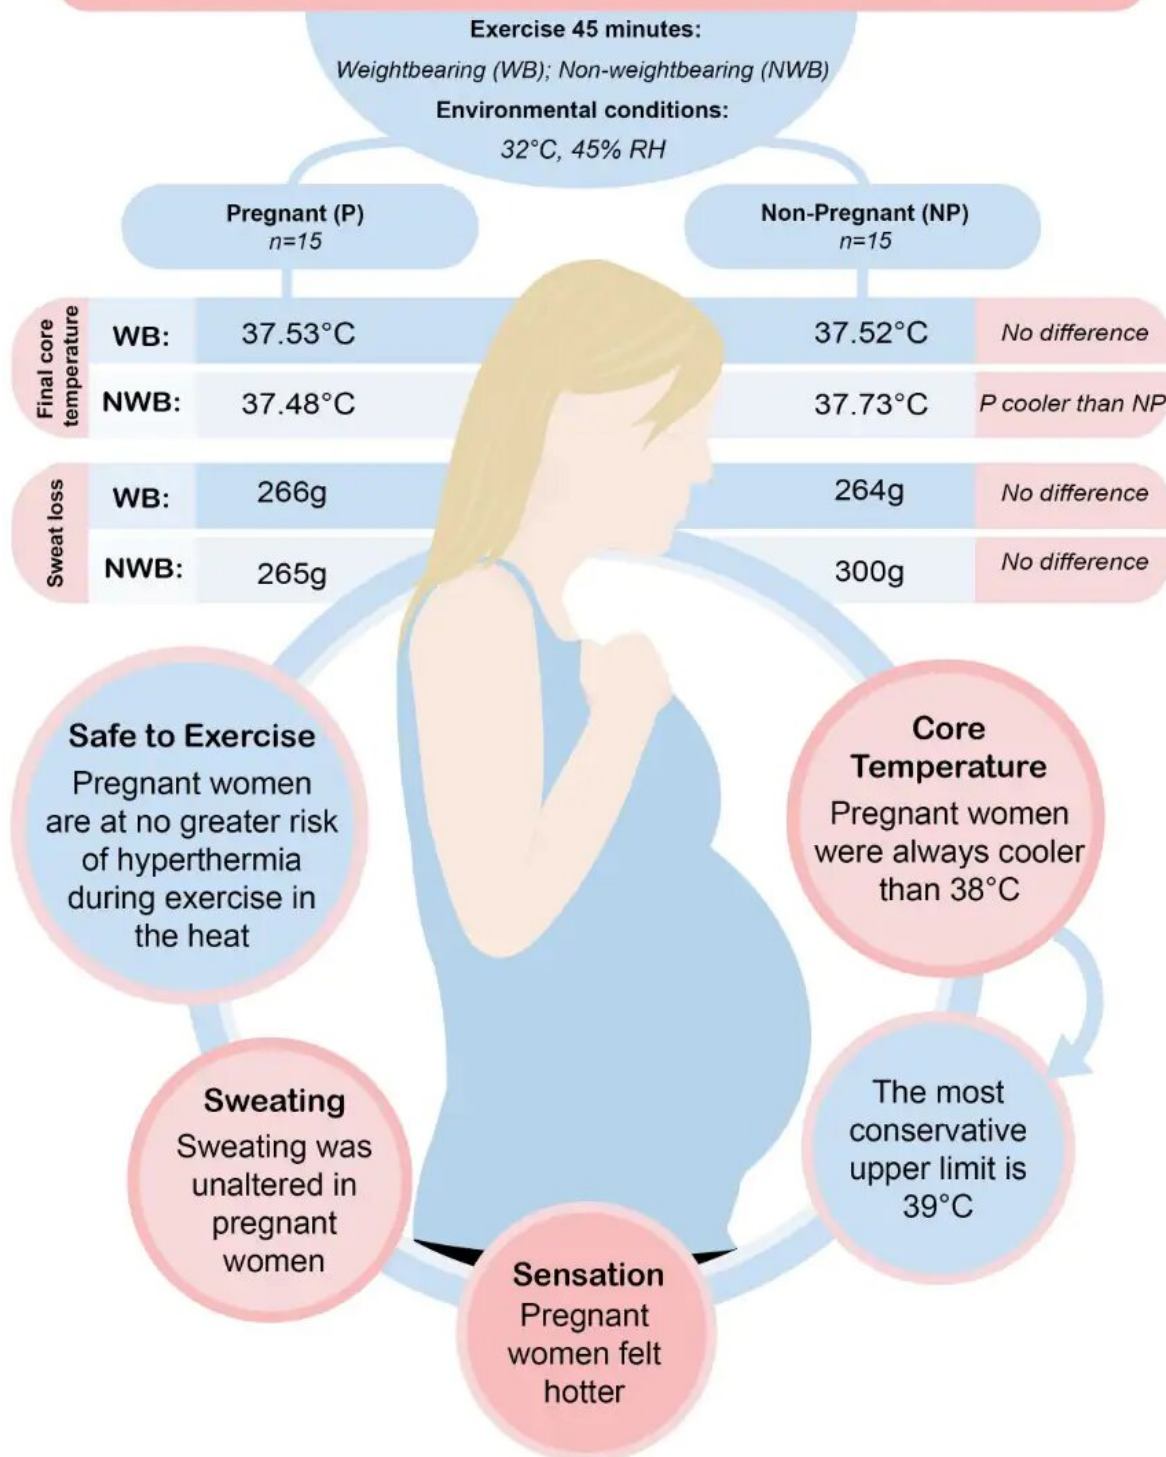 Exercise 45 minutes:
Weightbearing (WB); Non-weightbearing (NWB)
Environmental conditions:
32°C, 45% RH
Pregnant (P)
n=15
Non-Pregnant (NP)
n=15
Final core
temperature
WB:
37.53°C
37.52°C
No difference
NWB:
37.48°C
37.73°C
P cooler than NP
Sweat loss
WB:
266g
264g
No difference
NWB:
265g
300g
No difference
Safe to Exercise
Pregnant women
are at no greater risk
of hyperthermia
during exercise in
the heat
Core
Temperature
Pregnant women
were always cooler
than 38°C
The most
conservative
upper limit is
39°C
Sweating
Sweating was
unaltered in
pregnant
women
Sensation
Pregnant
women felt
hotter